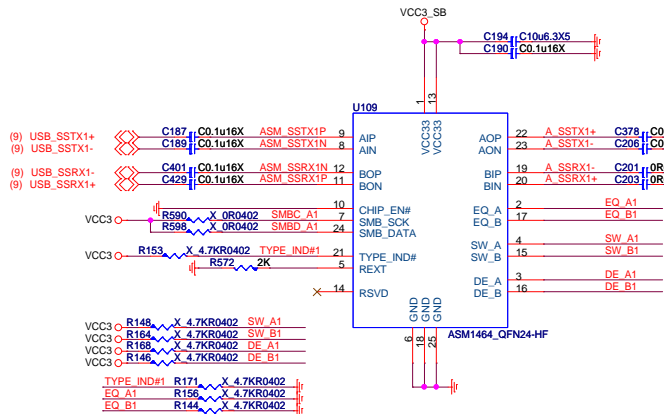 VCC3_SB
C194 C10u6.3X5
C190 C0.1u16X
U109
1 13
VCC33 VCC33
(9) USB_SSTX1+ C187 C0.1u16X ASM_SSTX1P 9 AIP AOP 22 A_SSTX1+ C378 C0
(9) USB_SSTX1- C189 C0.1u16X ASM_SSTX1N 8 AIN AON 23 A_SSTX1- C206 C0
(9) USB_SSRX1- C401 C0.1u16X ASM_SSRX1N 12 BOP BIP 19 A_SSRX1- C201 0R
(9) USB_SSRX1+ C429 C0.1u16X ASM_SSRX1P 11 BON BIN 20 A_SSRX1+ C203 0R
10 CHIP_EN# EQ_A 2 EQ_A1
VCC3 R590 X_0R0402 SMBC_A1 7 SMB_SCK EQ_B 17 EQ_B1
R598 SMBD_A1 24 SMB_DATA
SW_A 4 SW_A1
VCC3 R153 X_4.7KR0402 TYPE_IND#1 21 TYPE_IND# SW_B 15 SW_B1
R572 2K 5 REXT
DE_A 3 DE_A1
14 RSVD DE_B 16 DE_B1
GND GND GND
6 18 25
ASM1464_QFN24-HF
VCC3 R148 X_4.7KR0402 SW_A1
VCC3 R164 X_4.7KR0402 SW_B1
VCC3 R168 X_4.7KR0402 DE_A1
VCC3 R146 X_4.7KR0402 DE_B1
TYPE_IND#1 R171 X_4.7KR0402
EQ_A1 R156 X_4.7KR0402
EQ_B1 R144 X_4.7KR0402